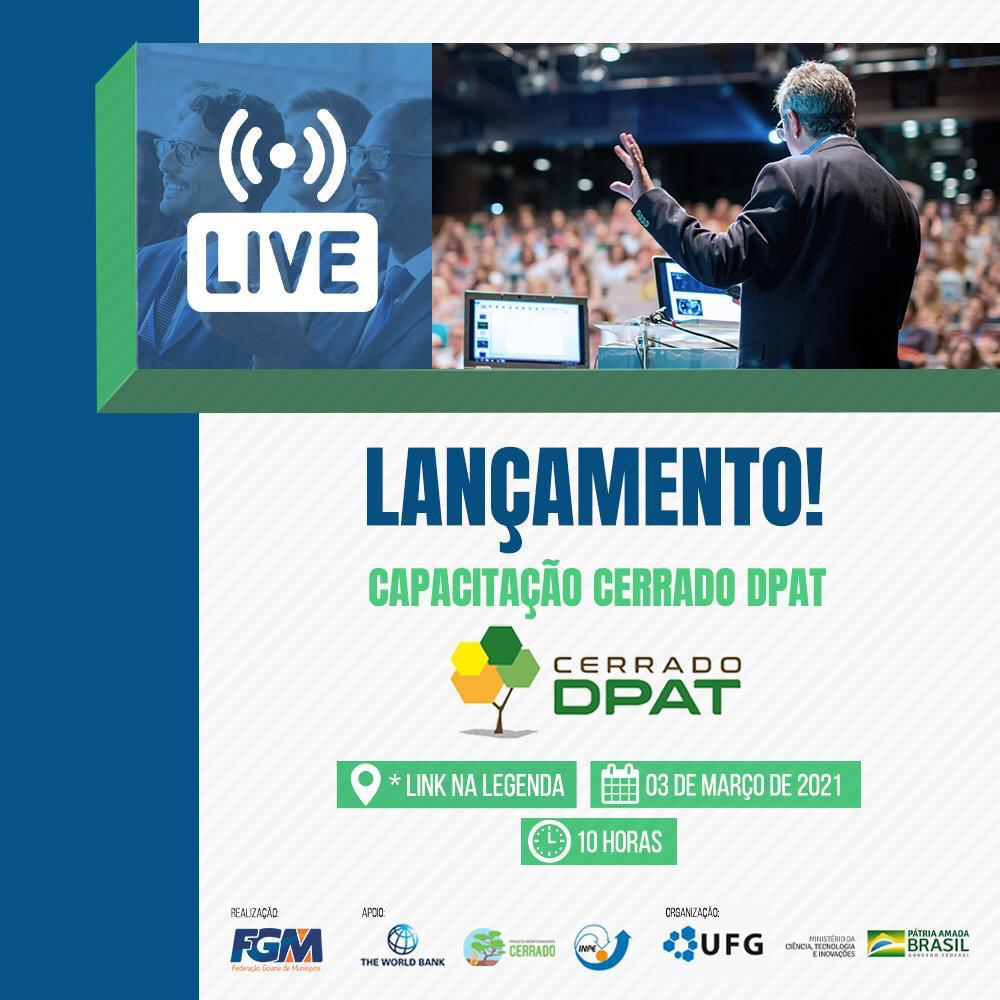 LIVE
LANÇAMENTO!
CAPACITAÇÃO CERRADO DPAT
CERRADO
DPAT
* LINK NA LEGENDA
03 DE MARÇO DE 2021
10 HORAS
REALIZAÇÃO:
APOIO:
ORGANIZAÇÃO:
FGM
Federação Goiana de Municípios
THE WORLD BANK
PROJETO MONITORAMENTO
CERRADO
INPE
UFG
MINISTÉRIO DA
CIÊNCIA, TECNOLOGIA
E INOVAÇÕES
PÁTRIA AMADA
BRASIL
GOVERNO FEDERAL